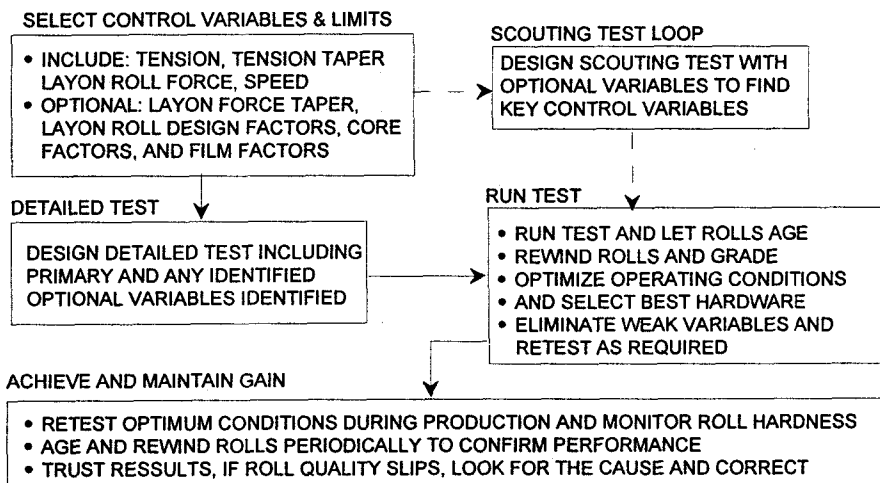 SELECT CONTROL VARIABLES & LIMITS
• INCLUDE: TENSION, TENSION TAPER
LAYON ROLL FORCE, SPEED
• OPTIONAL: LAYON FORCE TAPER,
LAYON ROLL DESIGN FACTORS, CORE
FACTORS, AND FILM FACTORS
SCOUTING TEST LOOP
DESIGN SCOUTING TEST WITH
OPTIONAL VARIABLES TO FIND
KEY CONTROL VARIABLES
DETAILED TEST
DESIGN DETAILED TEST INCLUDING
PRIMARY AND ANY IDENTIFIED
OPTIONAL VARIABLES IDENTIFIED
RUN TEST
• RUN TEST AND LET ROLLS AGE
• REWIND ROLLS AND GRADE
• OPTIMIZE OPERATING CONDITIONS
• AND SELECT BEST HARDWARE
• ELIMINATE WEAK VARIABLES AND
RETEST AS REQUIRED
ACHIEVE AND MAINTAIN GAIN
• RETEST OPTIMUM CONDITIONS DURING PRODUCTION AND MONITOR ROLL HARDNESS
• AGE AND REWIND ROLLS PERIODICALLY TO CONFIRM PERFORMANCE
• TRUST RESSULTS, IF ROLL QUALITY SLIPS, LOOK FOR THE CAUSE AND CORRECT